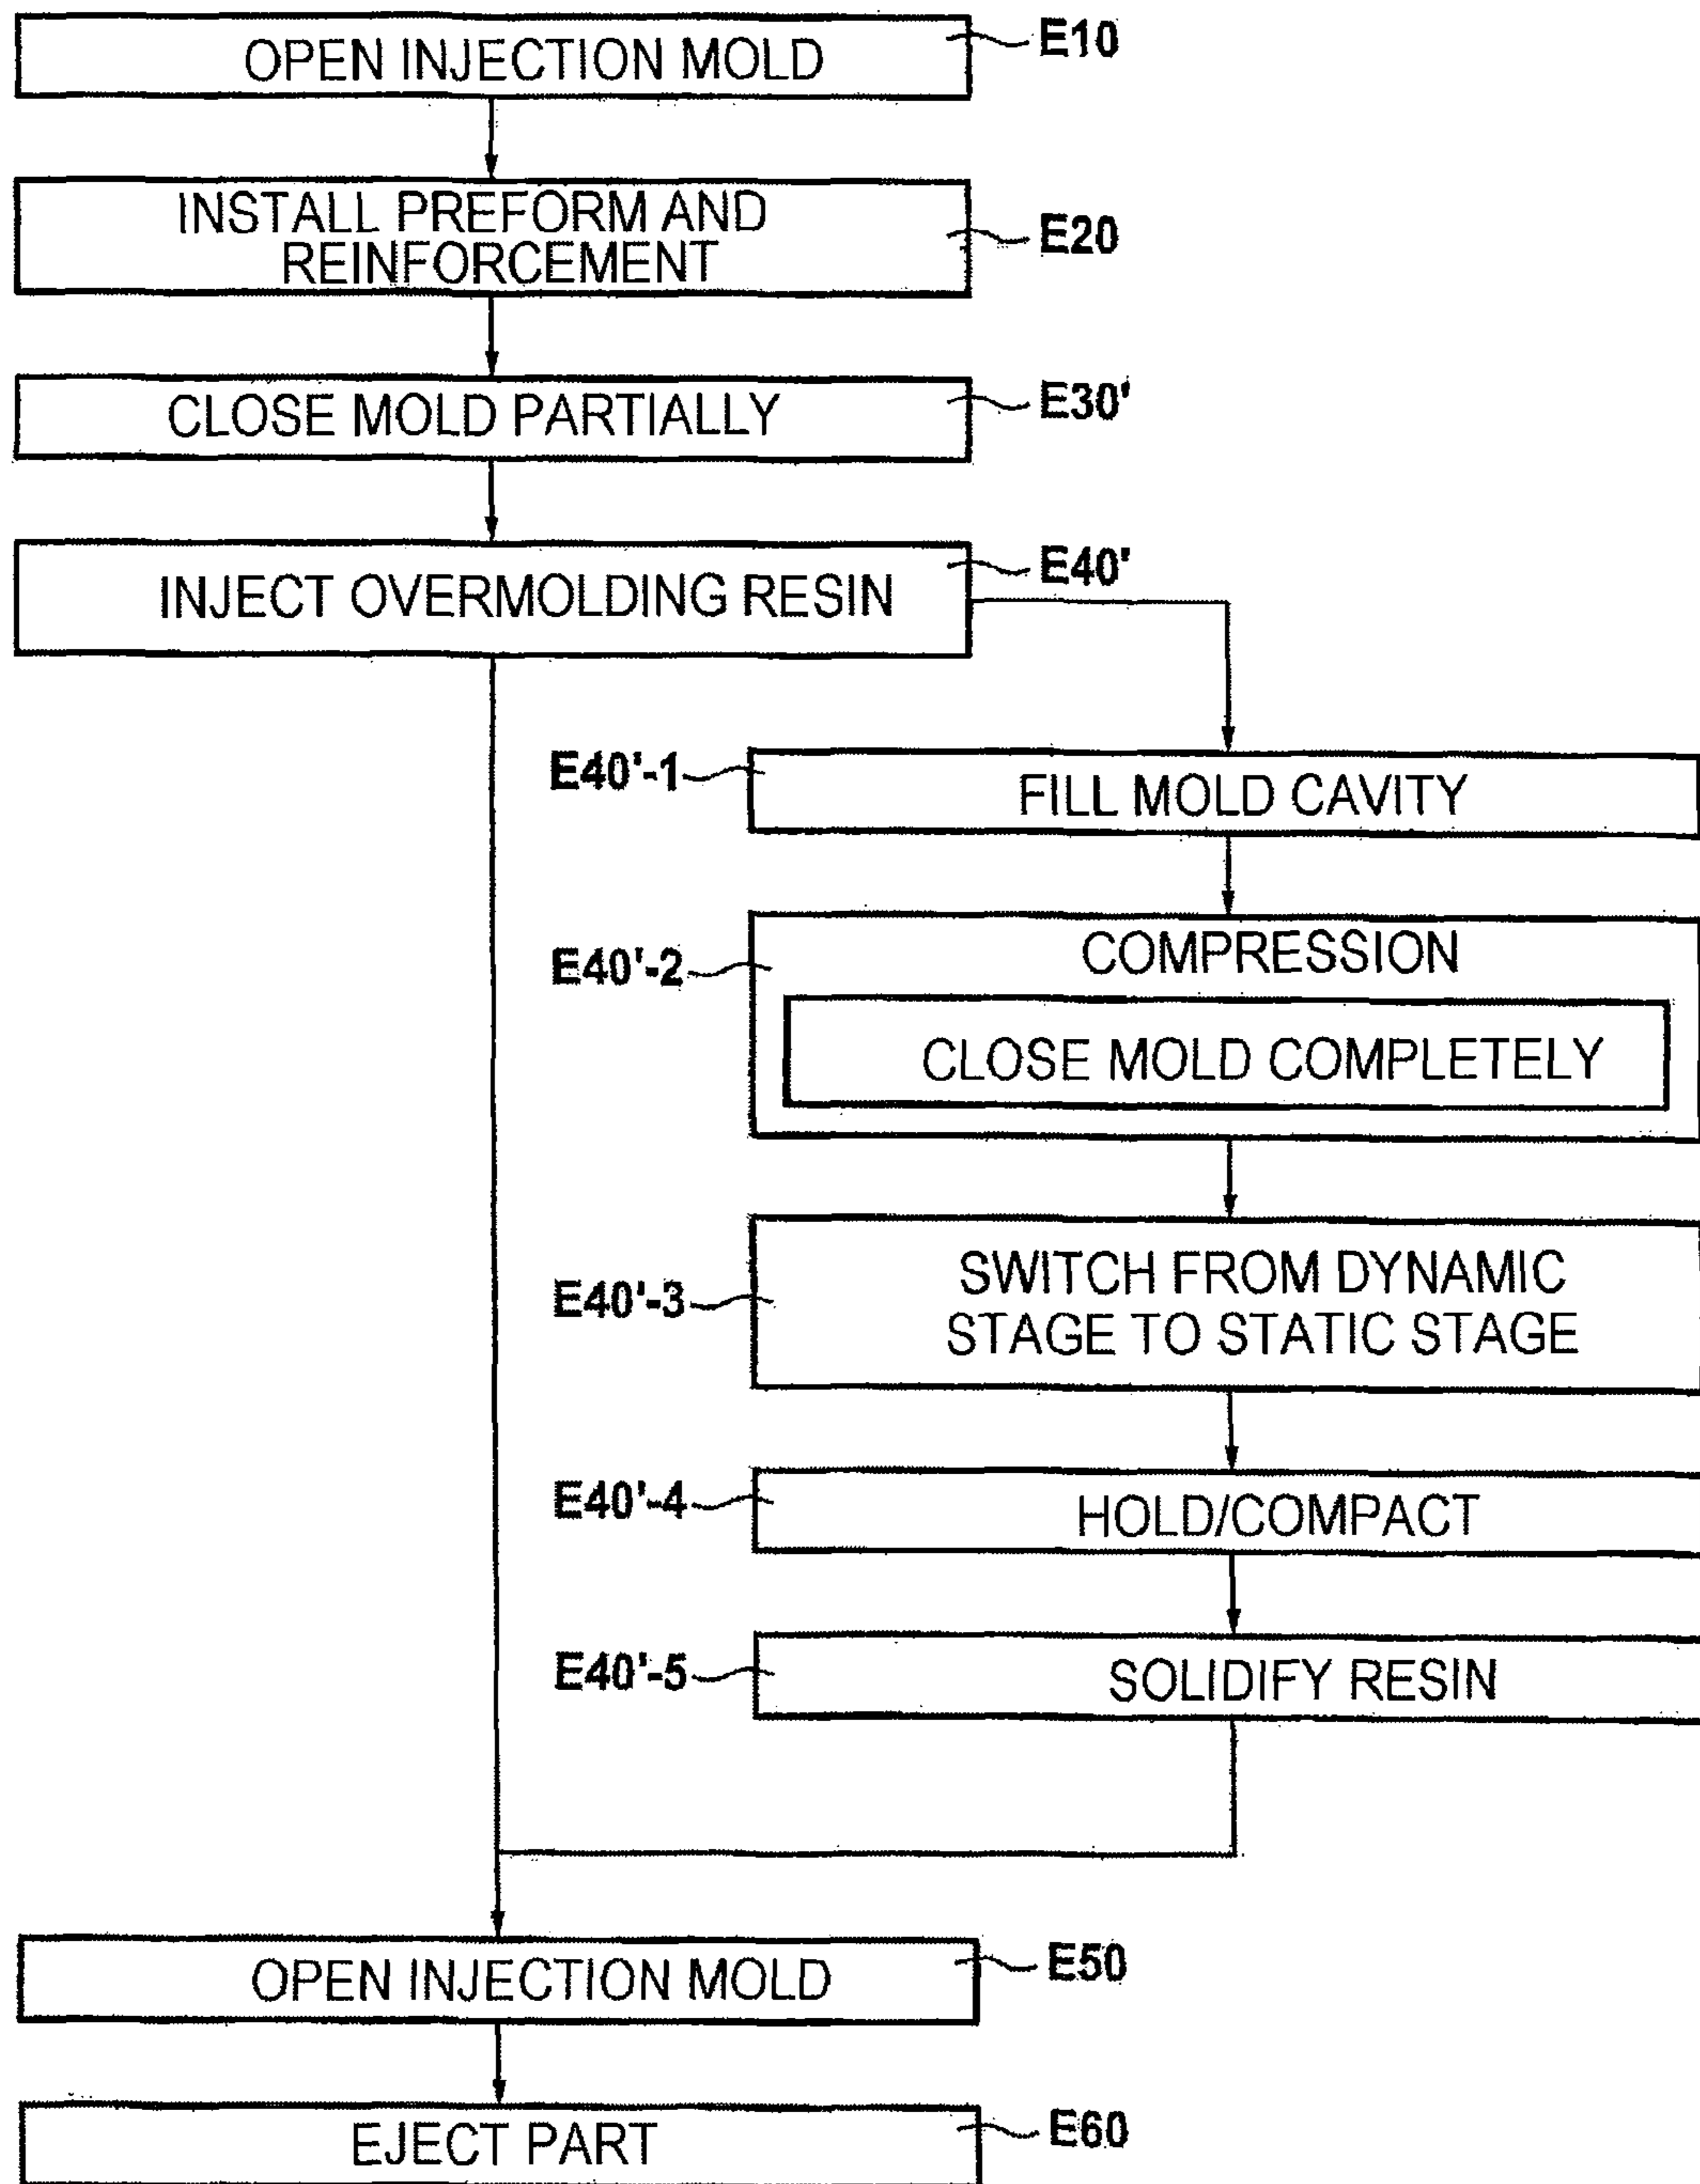 OPEN INJECTION MOLD
E10
INSTALL PREFORM AND
REINFORCEMENT
E20
CLOSE MOLD PARTIALLY
E30'
INJECT OVERMOLDING RESIN
E40'
E40'-1
FILL MOLD CAVITY
E40'-2
COMPRESSION
CLOSE MOLD COMPLETELY
E40'-3
SWITCH FROM DYNAMIC
STAGE TO STATIC STAGE
E40'-4
HOLD/COMPACT
E40'-5
SOLIDIFY RESIN
OPEN INJECTION MOLD
E50
EJECT PART
E60